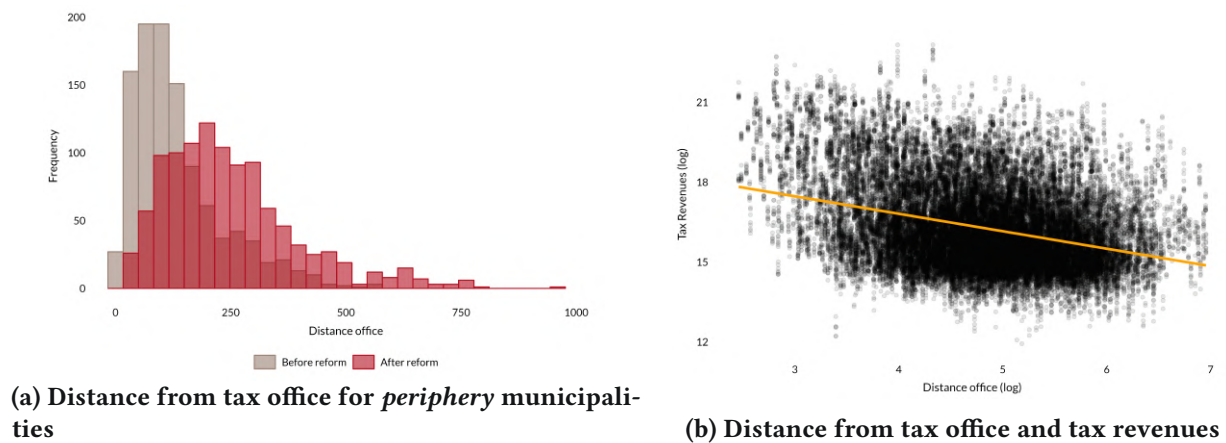 200
150
100
50
0
Frequency
0 250 500 750 1000
Distance office
Before reform After reform
(a) Distance from tax office for periphery municipali-
ties
21
18
15
12
Tax Revenues (log)
3 4 5 6 7
Distance office (log)
(b) Distance from tax office and tax revenues